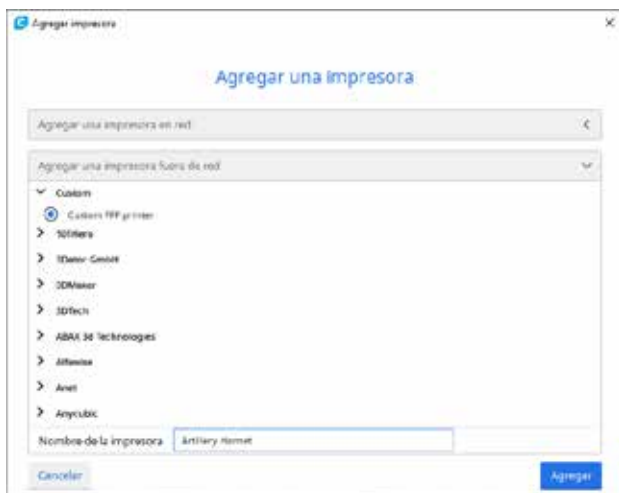 Agregar impresora
Agregar una impresora
Agregar una impresora en red
Agregar una impresora fuera de red
Custom
Custom FFF printer
3DMaker
3DTech
ABAX 3d Technologies
Alfawise
Anet
Anycubic
Nombre de la impresora
Artillery Hornet
Cancelar
Agregar